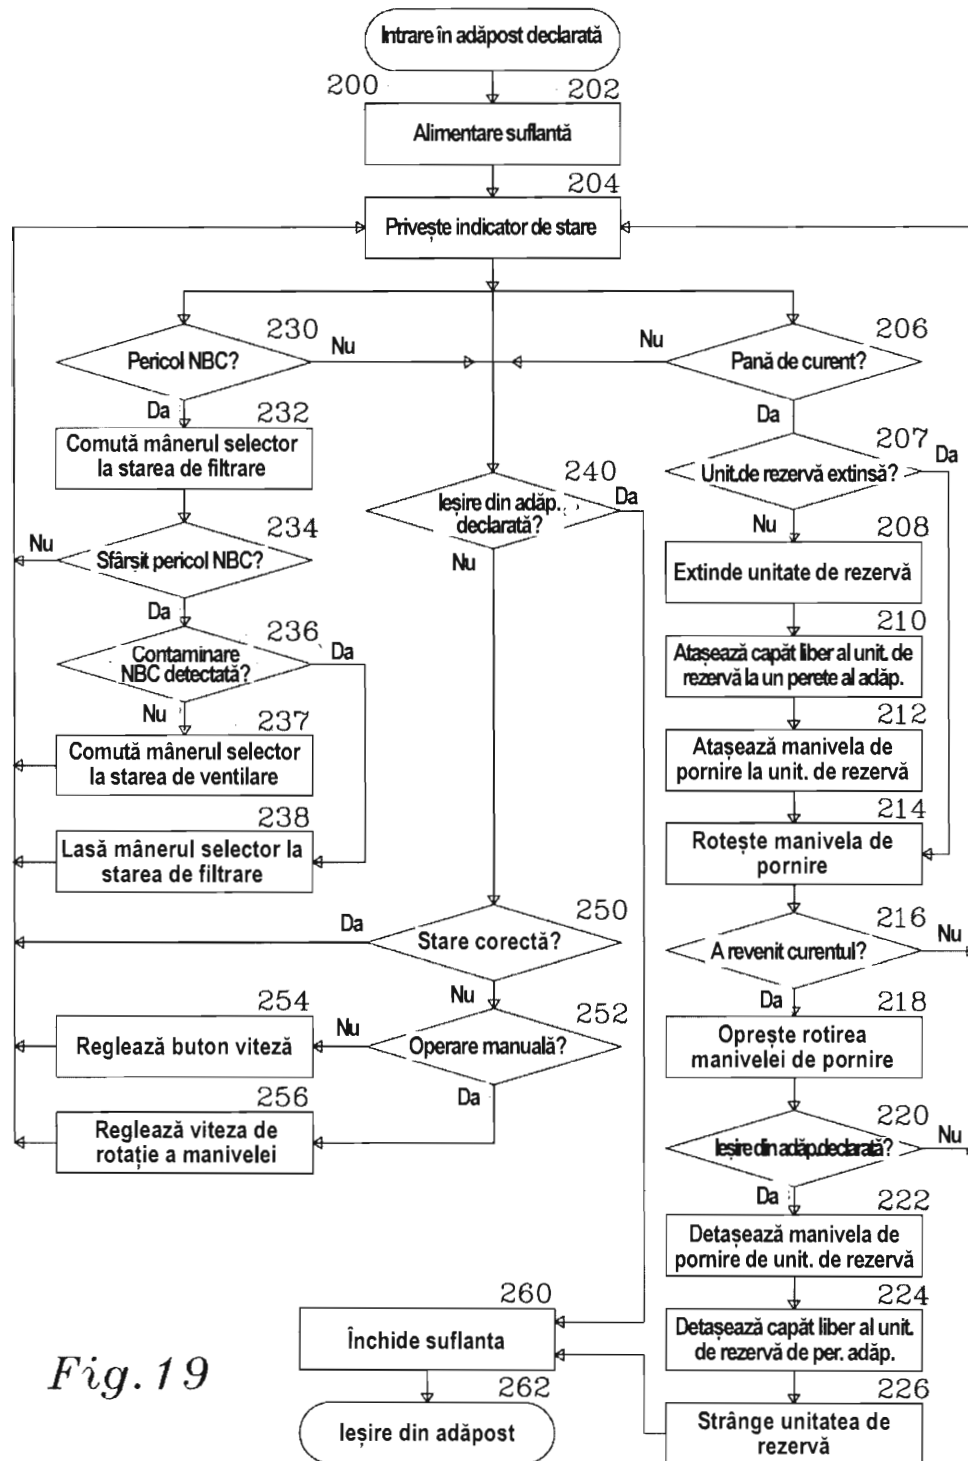 Intrare în adăpost declarată
200
202
Alimentare suflantă
204
Privește indicator de stare
230
Pericol NBC?
Nu
Da
232
Comută mânerul selector
la starea de filtrare
234
Sfârșit pericol NBC?
Nu
Da
236
Contaminare
NBC detectată?
Da
Nu
237
Comută mânerul selector
la starea de ventilare
238
Lasă mânerul selector la
starea de filtrare
240
Ieșire din adăp.
declarată?
Da
Nu
250
Stare corectă?
Da
Nu
252
Operare manuală?
Nu
Da
254
Reglează buton viteză
256
Reglează viteza de
rotație a manivelei
206
Pană de curent?
Nu
Da
207
Unit.de rezervă extinsă?
Da
Nu
208
Extinde unitate de rezervă
210
Atașează capăt liber al unit. de
rezervă la un perete al adăp.
212
Atașează manivela de
pornire la unit. de rezervă
214
Rotește manivela de
pornire
216
A revenit curentul?
Nu
Da
218
Oprește rotirea
manivelei de pornire
220
Ieșire din adăp.declarată?
Nu
Da
222
Detașează manivela de
pornire de unit. de rezervă
224
Detașează capăt liber al unit.
de rezervă de per. adăp.
226
Strânge unitatea de
rezervă
260
Închide suflanta
262
Ieșire din adăpost
Fig.19